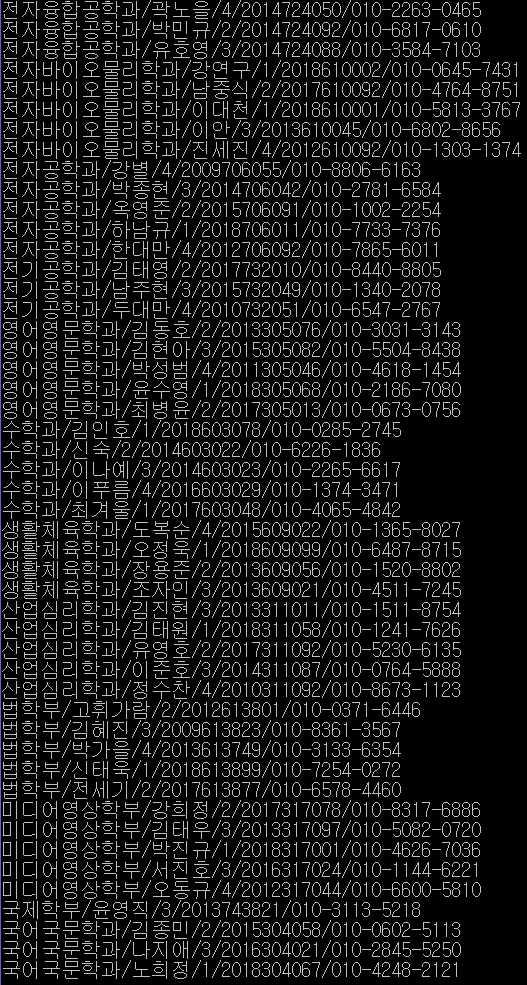 전자융합공학과/곽노을/4/2014724050/010-2263-0465
전자융합공학과/박민규/2/2014724092/010-6817-0610
전자융합공학과/유호영/3/2014724088/010-3584-7103
전자바이오물리학과/강연구/1/2018610002/010-0645-7431
전자바이오물리학과/남중식/2/2017610092/010-4764-8751
전자바이오물리학과/이대천/1/2018610001/010-5813-3767
전자바이오물리학과/이안/3/2013610045/010-6802-8656
전자바이오물리학과/진세진/4/2012610092/010-1303-1374
전자공학과/강별/4/2009706055/010-8806-6163
전자공학과/박종현/3/2014706042/010-2781-6584
전자공학과/옥영준/2/2015706091/010-1002-2254
전자공학과/하남규/1/2018706011/010-7733-7376
전자공학과/한대만/4/2012706092/010-7865-6011
전기공학과/김태영/2/2017732010/010-8440-8805
전기공학과/남주현/3/2015732049/010-1340-2078
전기공학과/두대만/4/2010732051/010-6547-2767
영어영문학과/김동호/2/2013305076/010-3031-3143
영어영문학과/김현아/3/2015305082/010-5504-8438
영어영문학과/박성범/4/2011305046/010-4618-1454
영어영문학과/윤수영/1/2018305068/010-2186-7080
영어영문학과/최병윤/2/2017305013/010-0673-0756
수학과/김인호/1/2018603078/010-0285-2745
수학과/신숙/2/2014603022/010-6226-1836
수학과/이나예/3/2014603023/010-2265-6617
수학과/이푸름/4/2016603029/010-1374-3471
수학과/최겨울/1/2017603048/010-4065-4842
생활체육학과/도복순/4/2015609022/010-1365-8027
생활체육학과/오정욱/1/2018609099/010-6487-8715
생활체육학과/장용준/2/2013609056/010-1520-8802
생활체육학과/조자인/3/2013609021/010-4511-7245
산업심리학과/김진현/3/2013311011/010-1511-8754
산업심리학과/김태원/1/2018311058/010-1241-7626
산업심리학과/유영호/2/2017311092/010-5230-6135
산업심리학과/이준호/3/2014311087/010-0764-5888
산업심리학과/정수찬/4/2010311092/010-8673-1123
법학부/고휘가람/2/2012613801/010-0371-6446
법학부/김혜진/3/2009613823/010-8361-3567
법학부/박가을/4/2013613749/010-3133-6354
법학부/신태욱/1/2018613899/010-7254-0272
법학부/전세기/2/2017613877/010-6578-4460
미디어영상학부/강희정/2/2017317078/010-8317-6886
미디어영상학부/김태우/3/2013317097/010-5082-0720
미디어영상학부/박진규/1/2018317001/010-4626-7036
미디어영상학부/서진호/3/2016317024/010-1144-6221
미디어영상학부/오동규/4/2012317044/010-6600-5810
국제학부/윤영직/3/2013743821/010-3113-5218
국어국문학과/김종민/2/2015304058/010-0602-5113
국어국문학과/나지애/3/2016304021/010-2845-5250
국어국문학과/노희정/1/2018304067/010-4248-2121